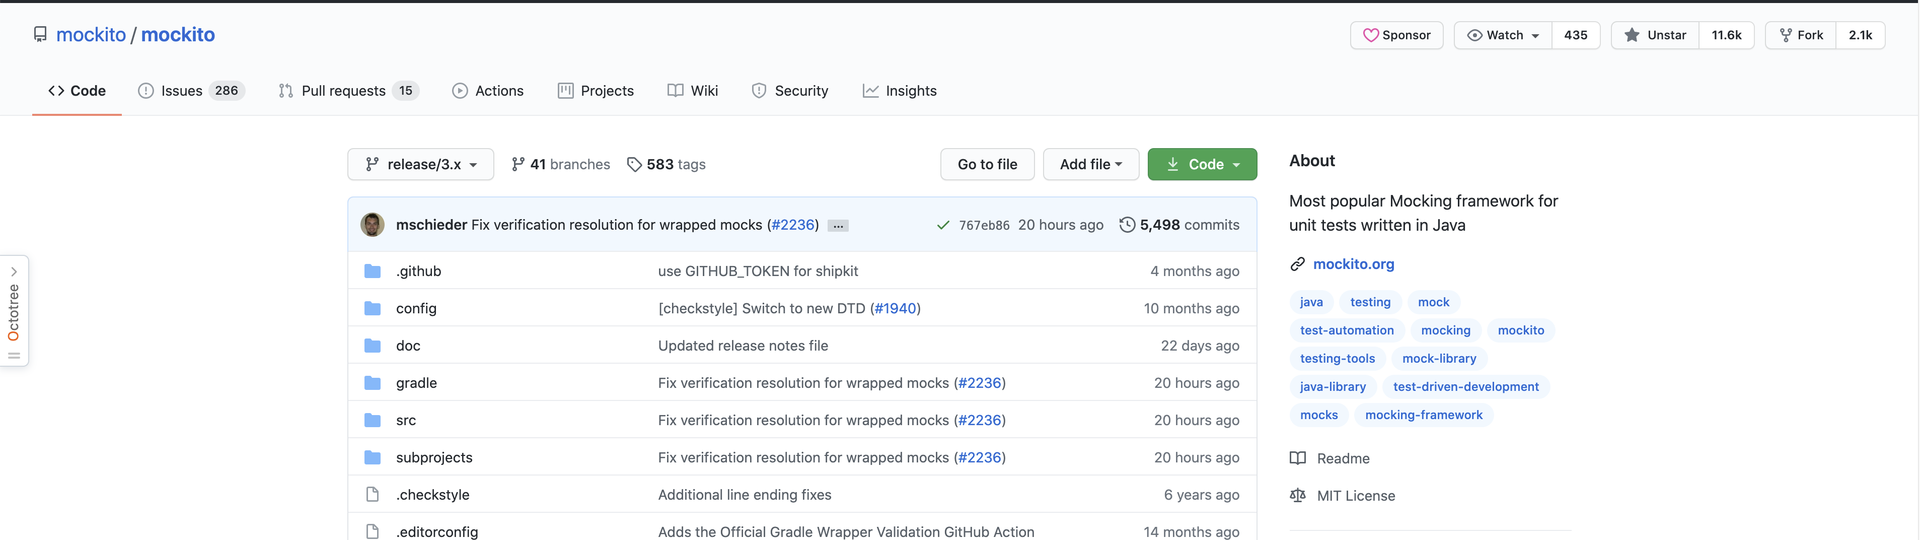 mockito / mockito
Sponsor
Watch 435
Unstar 11.6k
Fork 2.1k
Code
Issues 286
Pull requests 15
Actions
Projects
Wiki
Security
Insights
release/3.x
41 branches
583 tags
Go to file
Add file
Code
mschieder Fix verification resolution for wrapped mocks (#2236) ...
767eb86 20 hours ago
5,498 commits
.github use GITHUB_TOKEN for shipkit 4 months ago
config [checkstyle] Switch to new DTD (#1940) 10 months ago
doc Updated release notes file 22 days ago
gradle Fix verification resolution for wrapped mocks (#2236) 20 hours ago
src Fix verification resolution for wrapped mocks (#2236) 20 hours ago
subprojects Fix verification resolution for wrapped mocks (#2236) 20 hours ago
.checkstyle Additional line ending fixes 6 years ago
.editorconfig Adds the Official Gradle Wrapper Validation GitHub Action 14 months ago
About
Most popular Mocking framework for
unit tests written in Java
mockito.org
java testing mock
test-automation mocking mockito
testing-tools mock-library
java-library test-driven-development
mocks mocking-framework
Readme
MIT License
Octotree